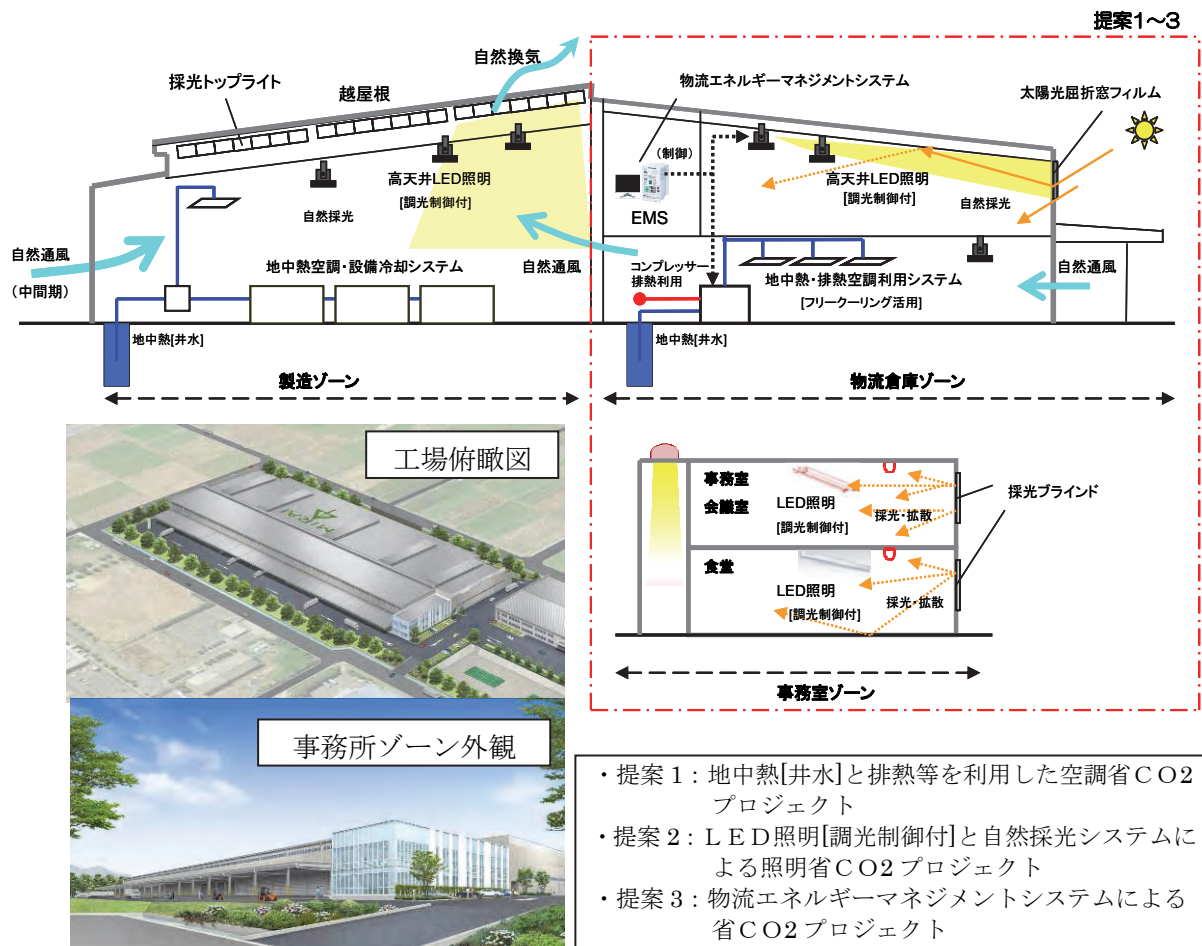 提案1～3
自然換気
採光トップライト
越屋根
物流エネルギーマネジメントシステム
太陽光屈折窓フィルム
(制御)
高天井LED照明
[調光制御付]
自然採光
EMS
高天井LED照明
[調光制御付]
自然採光
自然通風
(中間期)
地中熱空調・設備冷却システム
自然通風
コンプレッサー
排熱利用
地中熱・排熱空調利用システム
[フリークーリング活用]
自然通風
地中熱[井水]
地中熱[井水]
製造ゾーン
物流倉庫ゾーン
工場俯瞰図
MIRAI
事務室
会議室
LED照明
[調光制御付]
採光・拡散
採光ブラインド
食堂
LED照明
[調光制御付]
採光・拡散
事務室ゾーン
事務所ゾーン外観
・提案1：地中熱[井水]と排熱等を利用した空調省CO2
プロジェクト
・提案2：LED照明[調光制御付]と自然採光システムに
よる照明省CO2プロジェクト
・提案3：物流エネルギーマネジメントシステムによる
省CO2プロジェクト